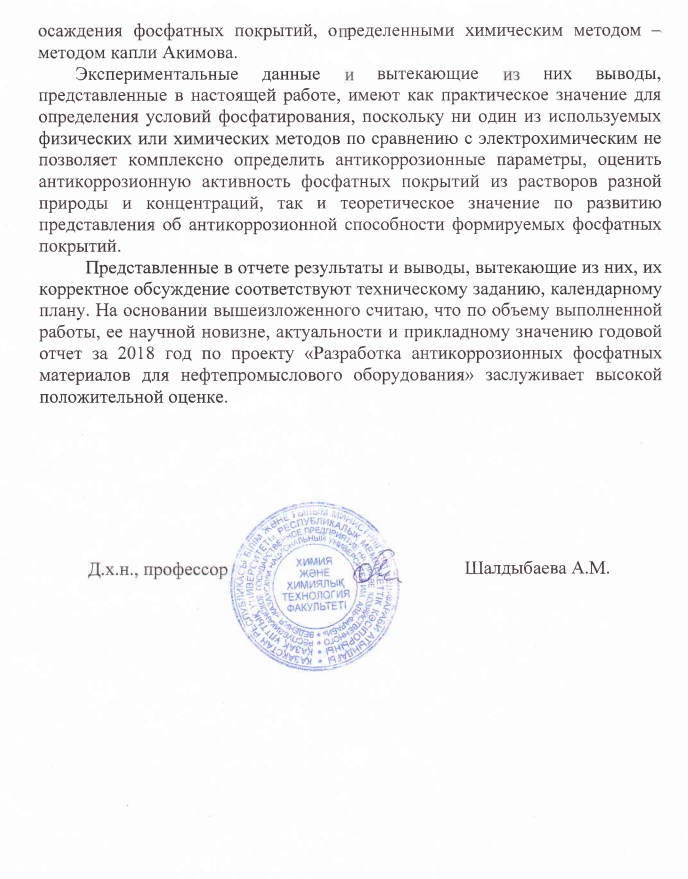 осаждения фосфатных покрытий, определенными химическим методом –
методом капли Акимова.
Экспериментальные данные и вытекающие из них выводы,
представленные в настоящей работе, имеют как практическое значение для
определения условий фосфатирования, поскольку ни один из используемых
физических или химических методов по сравнению с электрохимическим не
позволяет комплексно определить антикоррозионные параметры, оценить
антикоррозионную активность фосфатных покрытий из растворов разной
природы и концентраций, так и теоретическое значение по развитию
представления об антикоррозионной способности формируемых фосфатных
покрытий.
Представленные в отчете результаты и выводы, вытекающие из них, их
корректное обсуждение соответствуют техническому заданию, календарному
плану. На основании вышеизложенного считаю, что по объему выполненной
работы, ее научной новизне, актуальности и прикладному значению годовой
отчет за 2018 год по проекту «Разработка антикоррозионных фосфатных
материалов для нефтепромыслового оборудования» заслуживает высокой
положительной оценке.
Д.х.н., профессор
Шалдыбаева А.М.
ХИМИЯ
ЖӘНЕ
ХИМИЯЛЫҚ
ТЕХНОЛОГИЯ
ФАКУЛЬТЕТІ